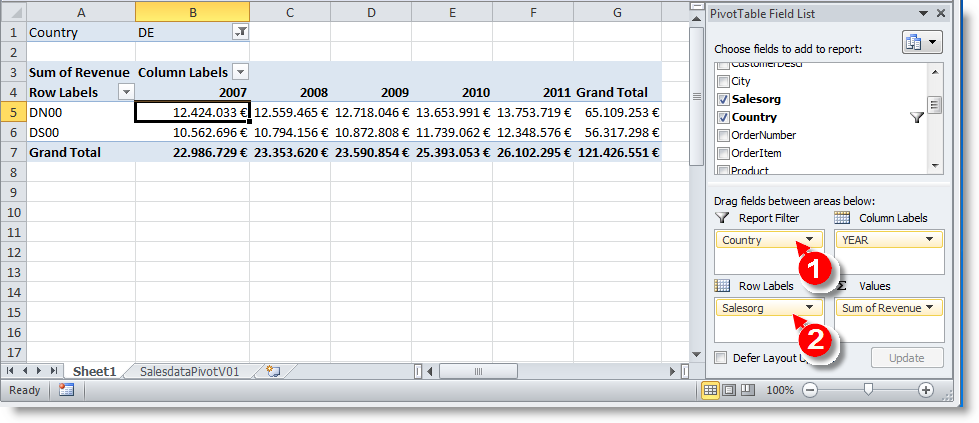 A B C D E F G
1 Country DE
2
3 Sum of Revenue Column Labels
4 Row Labels 2007 2008 2009 2010 2011 Grand Total
5 DN00 12.424.033 € 12.559.465 € 12.718.046 € 13.653.991 € 13.753.719 € 65.109.253 €
6 DS00 10.562.696 € 10.794.156 € 10.872.808 € 11.739.062 € 12.348.576 € 56.317.298 €
7 Grand Total 22.986.729 € 23.353.620 € 23.590.854 € 25.393.053 € 26.102.295 € 121.426.551 €
8
9
10
11
12
13
14
15
16
17
Sheet1 SalesdataPivotV01
Ready 100%
PivotTable Field List
Choose fields to add to report:
CustomerDescr
City
Salesorg
Country
OrderNumber
OrderItem
Product
Drag fields between areas below:
Report Filter Column Labels
Country YEAR
1
Row Labels Σ Values
Salesorg Sum of Revenue
2
Defer Layout U Update